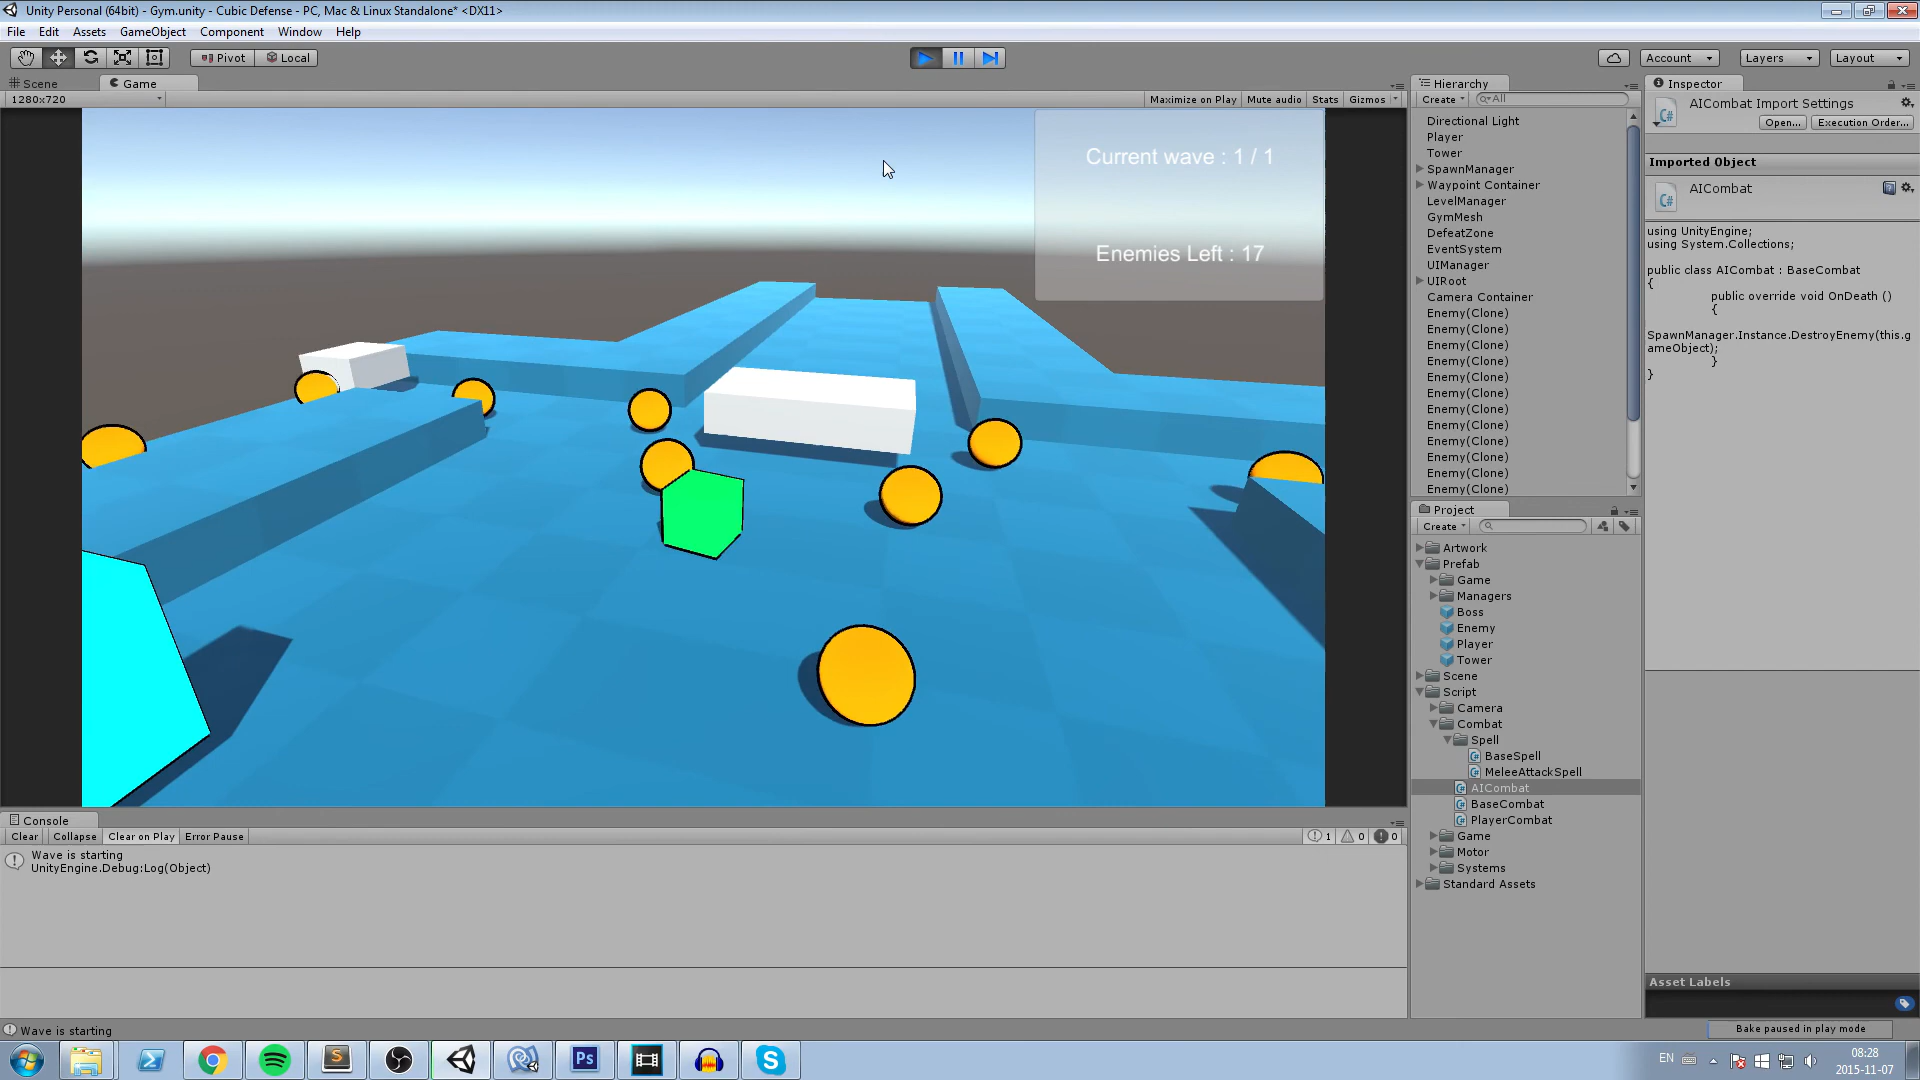 Unity Personal (64bit) - Gym.unity - Cubic Defense - PC, Mac & Linux Standalone* <DX11>
File Edit Assets GameObject Component Window Help
Pivot Local Account Layers Layout
Scene Game
1280x720 Maximize on Play Mute audio Stats Gizmos
Current wave : 1 / 1
Enemies Left : 17
Hierarchy
Create All
Directional Light
Player
Tower
SpawnManager
Waypoint Container
LevelManager
GymMesh
DefeatZone
EventSystem
UIManager
UIRoot
Camera Container
Enemy(Clone)
Enemy(Clone)
Enemy(Clone)
Enemy(Clone)
Enemy(Clone)
Enemy(Clone)
Enemy(Clone)
Enemy(Clone)
Enemy(Clone)
Enemy(Clone)
Enemy(Clone)
Enemy(Clone)
Project
Create
Artwork
Prefab
Game
Managers
Boss
Enemy
Player
Tower
Scene
Script
Camera
Combat
Spell
BaseSpell
MeleeAttackSpell
AICombat
BaseCombat
PlayerCombat
Game
Motor
Systems
Standard Assets
Inspector
AICombat Import Settings
Open... Execution Order...
Imported Object
AICombat
using UnityEngine;
using System.Collections;
public class AICombat : BaseCombat
{
public override void OnDeath ()
{
SpawnManager.Instance.DestroyEnemy(this.g
ameObject);
}
}
Asset Labels
Bake paused in play mode
Console
Clear Collapse Clear on Play Error Pause 1 0 0
Wave is starting
UnityEngine.Debug:Log(Object)
Wave is starting
Ps
EN
08:28
2015-11-07